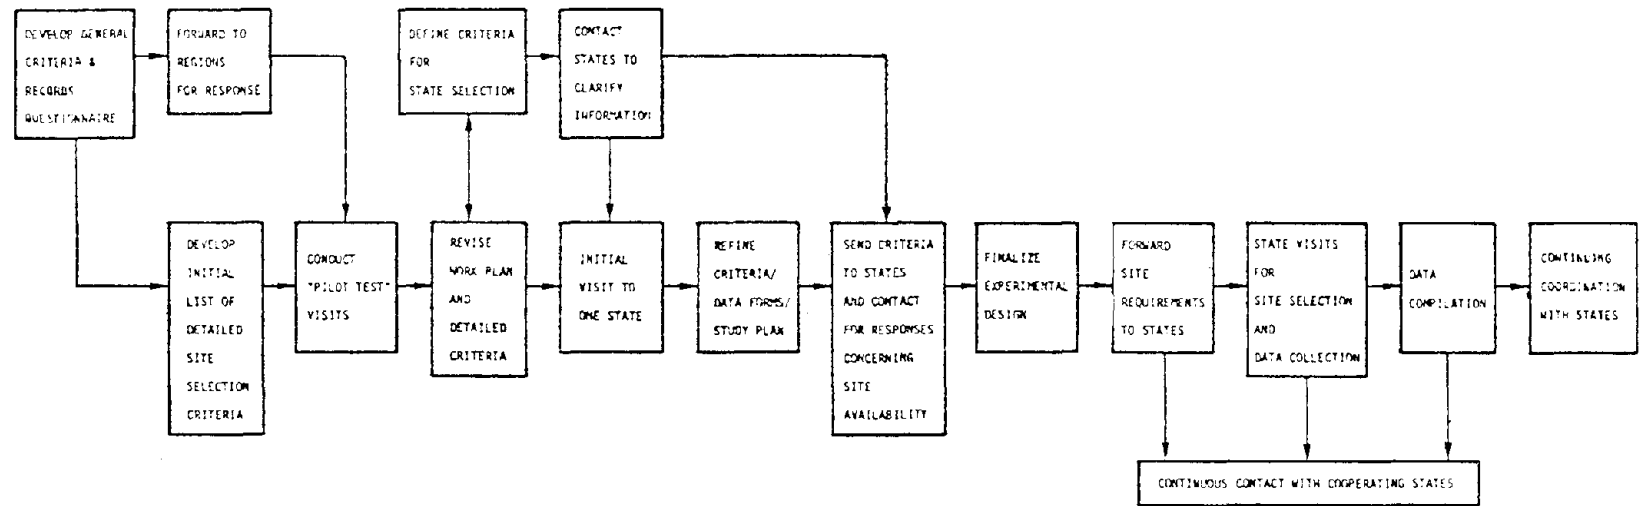 DEVELOP GENERAL
CRITERIA &
RECORDS
QUESTIONNAIRE
FORWARD TO
REGIONS
FOR RESPONSE
DEFINE CRITERIA
FOR
STATE SELECTION
CONTACT
STATES TO
CLARIFY
INFORMATION
DEVELOP
INITIAL
LIST OF
DETAILED
SITE
SELECTION
CRITERIA
CONDUCT
"PILOT TEST"
VISITS
REVISE
WORK PLAN
AND
DETAILED
CRITERIA
INITIAL
VISIT TO
ONE STATE
REFINE
CRITERIA/
DATA FORMS/
STUDY PLAN
SEND CRITERIA
TO STATES
AND CONTACT
FOR RESPONSES
CONCERNING
SITE
AVAILABILITY
FINALIZE
EXPERIMENTAL
DESIGN
FORWARD
SITE
REQUIREMENTS
TO STATES
STATE VISITS
FOR
SITE SELECTION
AND
DATA COLLECTION
DATA
COMPILATION
CONTINUING
COORDINATION
WITH STATES
CONTINUOUS CONTACT WITH COOPERATING STATES